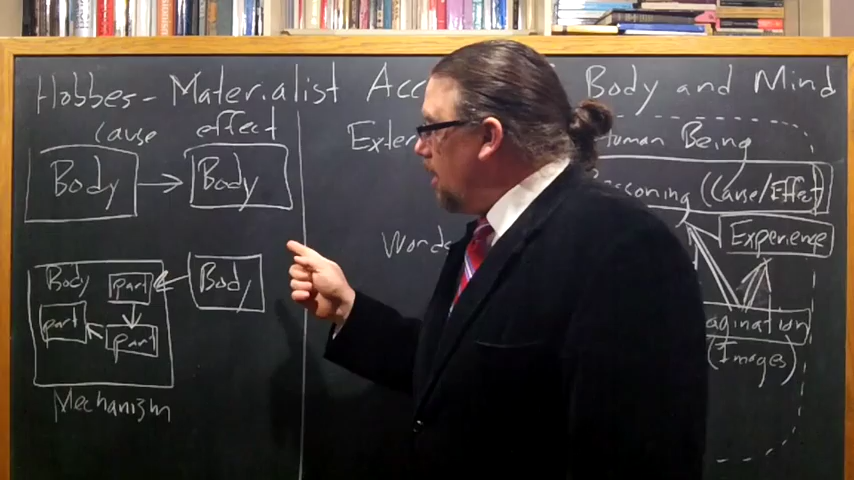 Hobbes - Materialist Acc Body and Mind
cause effect
Body Body
Body part Body
part part
Mechanism
Exter
Human Being
Reasoning (Cause/Effect)
Experience
Words
agination
(Images)